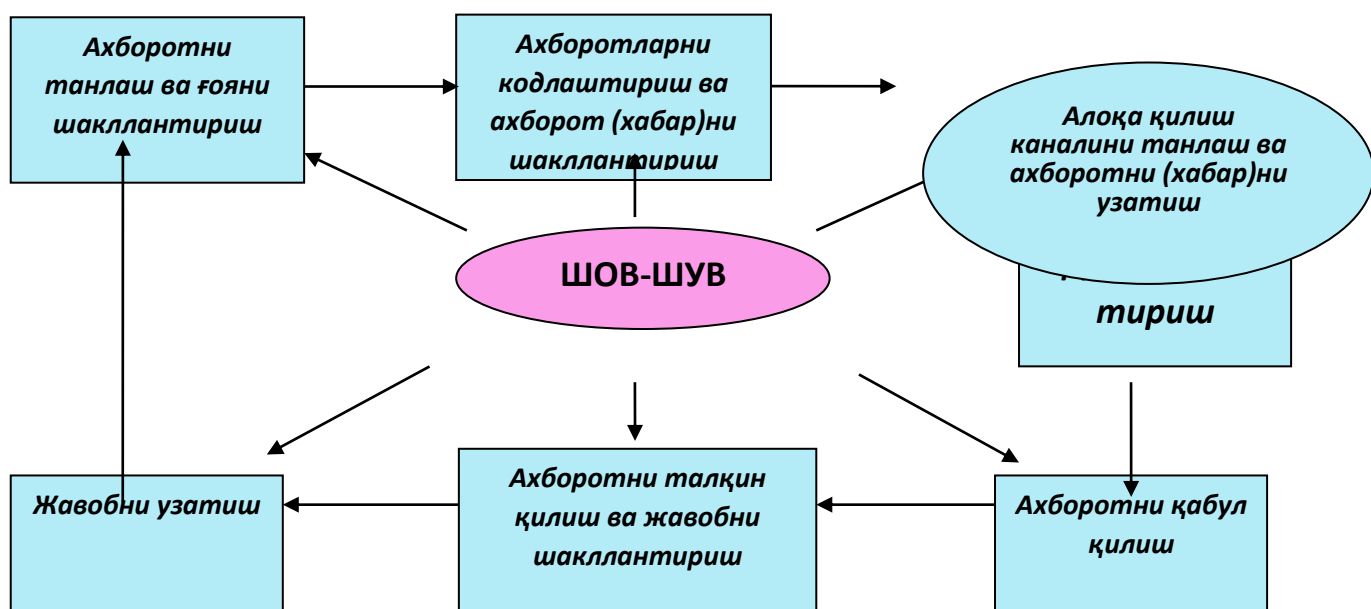 Ахборотни
танлаш ва ғояни
шакллантириш
Ахборотларни
кодлаштириш ва
ахборот (хабар)ни
шакллантириш
Алоқа қилиш
каналини танлаш ва
ахборотни (хабар)ни
узатиш
тириш
ШОВ-ШУВ
Жавобни узатиш
Ахборотни талқин
қилиш ва жавобни
шакллантириш
Ахборотни қабул
қилиш